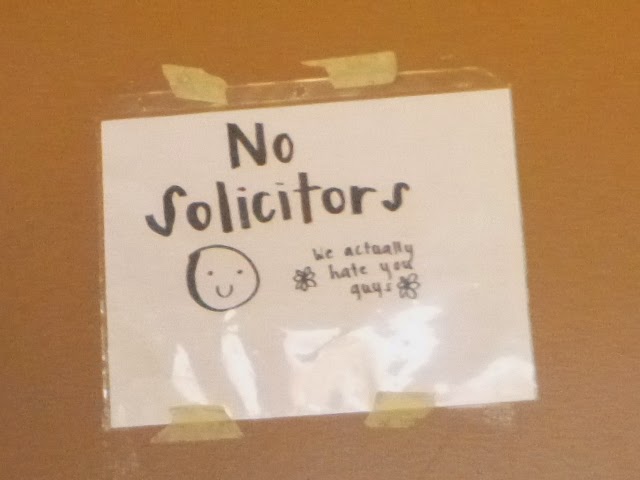 No
Solicitors
We actually
hate you
guys